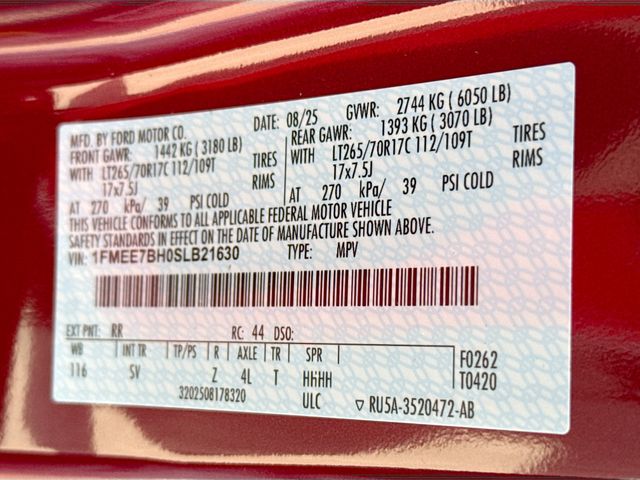 MFD. BY FORD MOTOR CO. DATE: 08/25 GVWR: 2744 KG ( 6050 LB)
FRONT GAWR: 1442 KG ( 3180 LB) REAR GAWR: 1393 KG ( 3070 LB)
WITH LT265/70R17C 112/109T TIRES WITH LT265/70R17C 112/109T TIRES
17x7.5J RIMS 17x7.5J RIMS
AT 270 kPa/ 39 PSI COLD AT 270 kPa/ 39 PSI COLD
THIS VEHICLE CONFORMS TO ALL APPLICABLE FEDERAL MOTOR VEHICLE
SAFETY STANDARDS IN EFFECT ON THE DATE OF MANUFACTURE SHOWN ABOVE.
VIN: 1FMEE7BH0SLB21630 TYPE: MPV
EXT PNT: RR RC: 44 DSO:
WB INT TR TP/PS R AXLE TR SPR F0262
116 SV Z 4L T HHHH T0420
3202508178320 ULC ▽ RU5A-3520472-AB